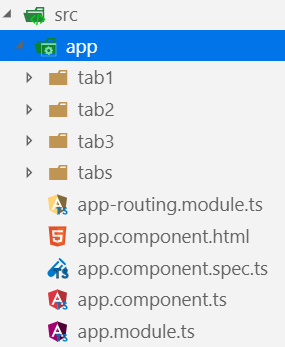 src
app
tab1
tab2
tab3
tabs
app-routing.module.ts
app.component.html
app.component.spec.ts
app.component.ts
app.module.ts